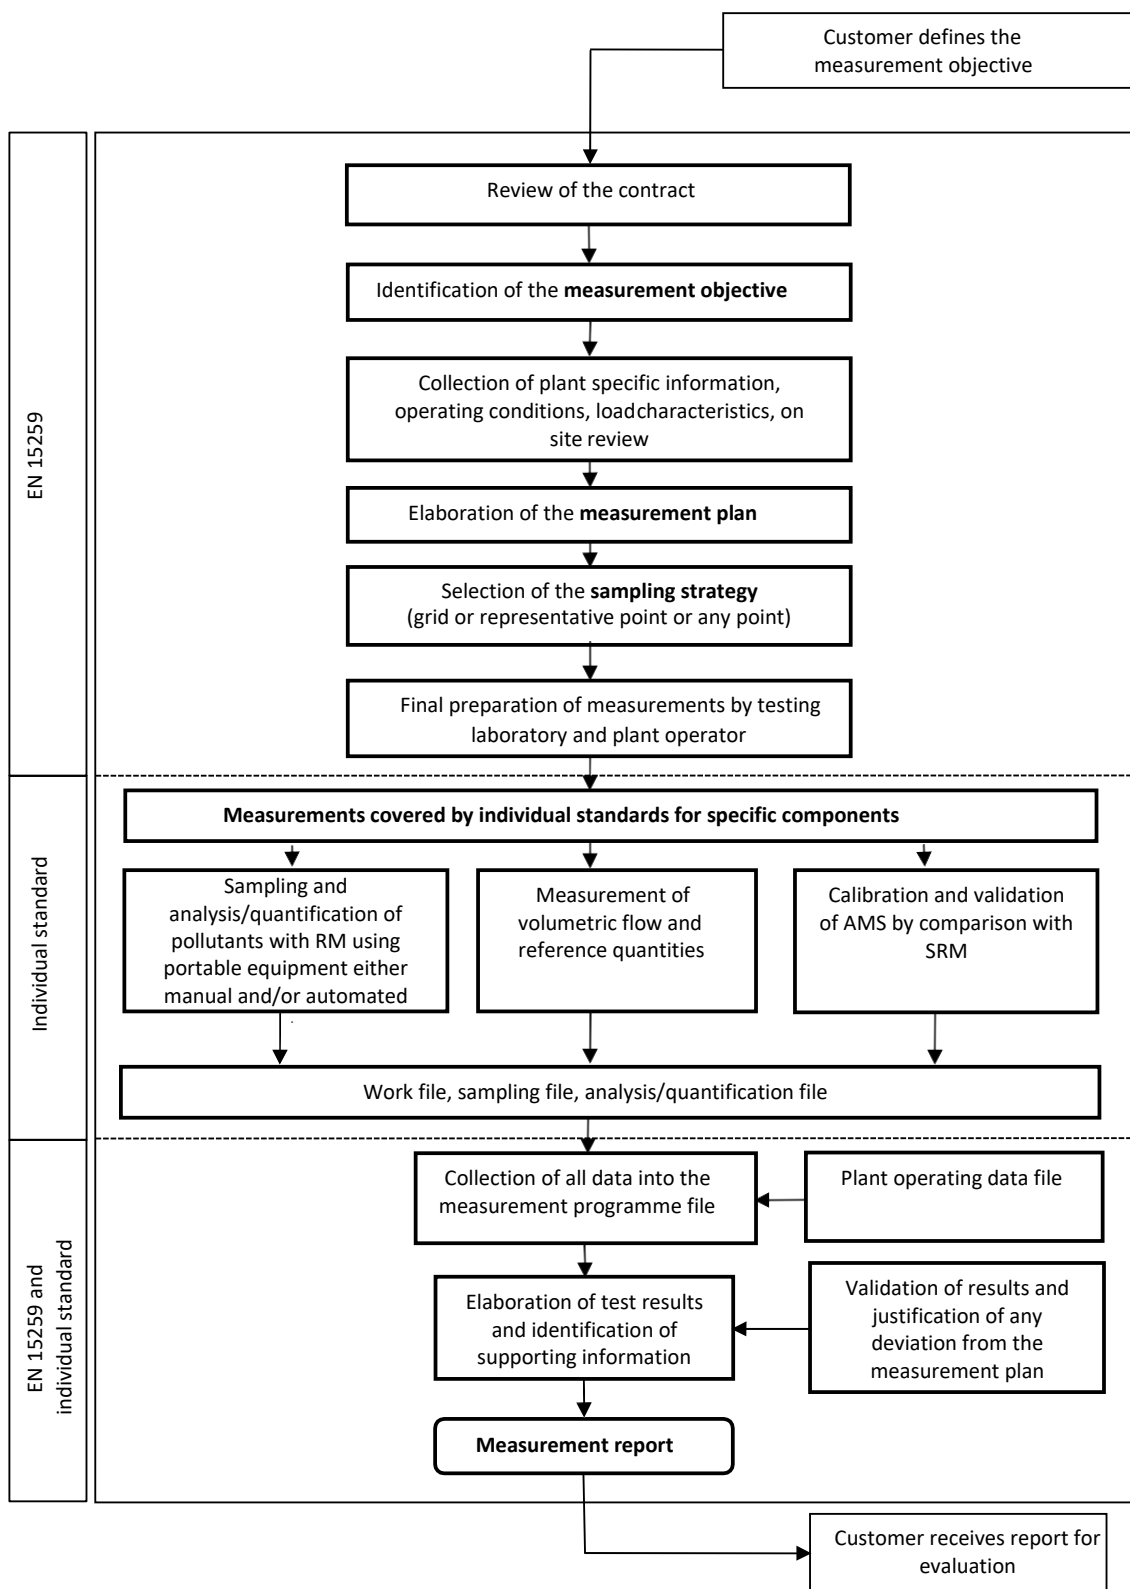 Customer defines the
measurement objective
EN 15259
Review of the contract
Identification of the measurement objective
Collection of plant specific information,
operating conditions, loadcharacteristics, on
site review
Elaboration of the measurement plan
Selection of the sampling strategy
(grid or representative point or any point)
Final preparation of measurements by testing
laboratory and plant operator
Individual standard
Measurements covered by individual standards for specific components
Sampling and
analysis/quantification of
pollutants with RM using
portable equipment either
manual and/or automated
Measurement of
volumetric flow and
reference quantities
Calibration and validation
of AMS by comparison with
SRM
Work file, sampling file, analysis/quantification file
EN 15259 and
individual standard
Collection of all data into the
measurement programme file
Plant operating data file
Elaboration of test results
and identification of
supporting information
Validation of results and
justification of any
deviation from the
measurement plan
Measurement report
Customer receives report for
evaluation